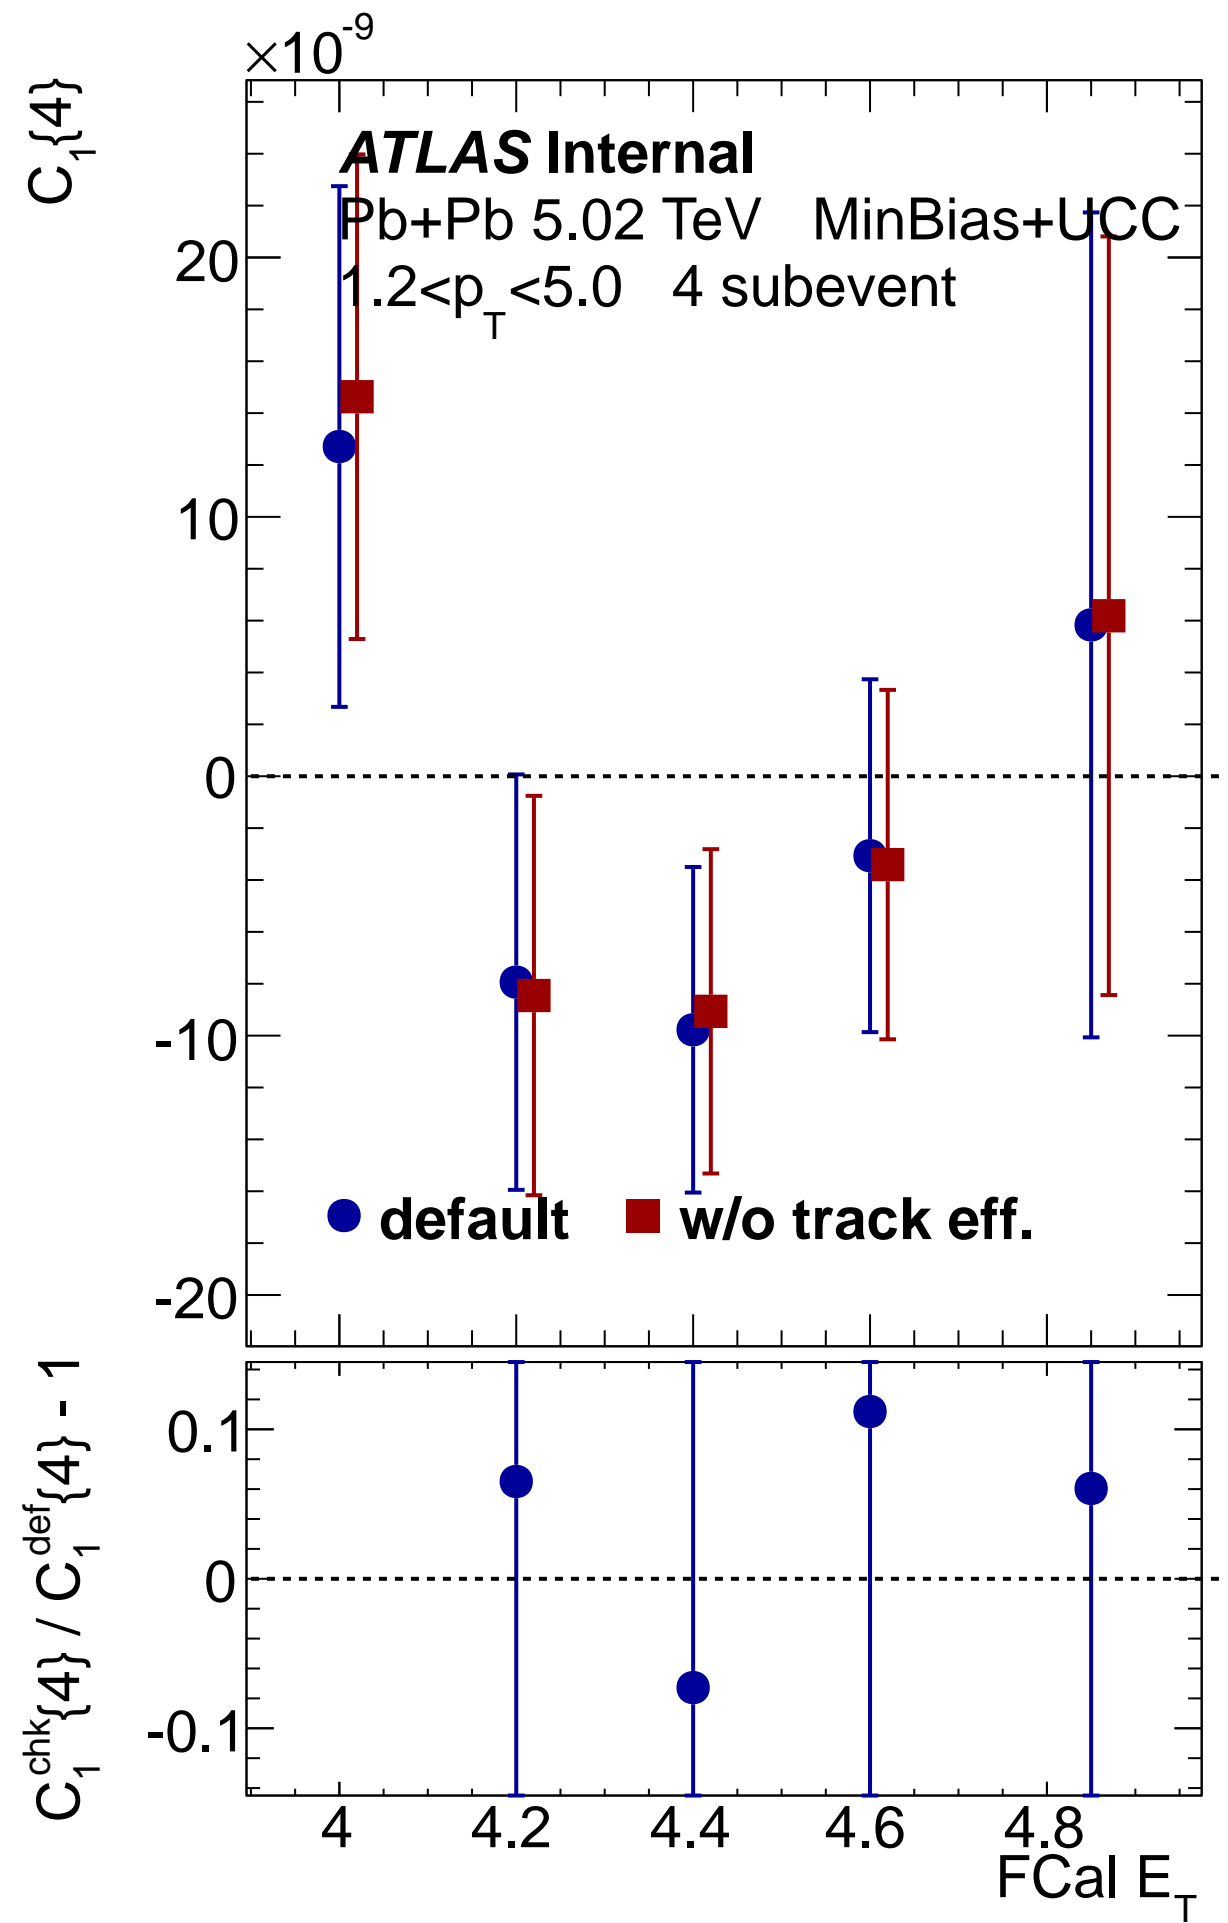 ×10⁻⁹
C₁{4}
ATLAS Internal
Pb+Pb 5.02 TeV MinBias+UCC
1.2<p_T<5.0 4 subevent
20
10
0
-10
-20
default w/o track eff.
C₁^chk{4} / C₁^def{4} - 1
0.1
0
-0.1
4 4.2 4.4 4.6 4.8
FCal E_T